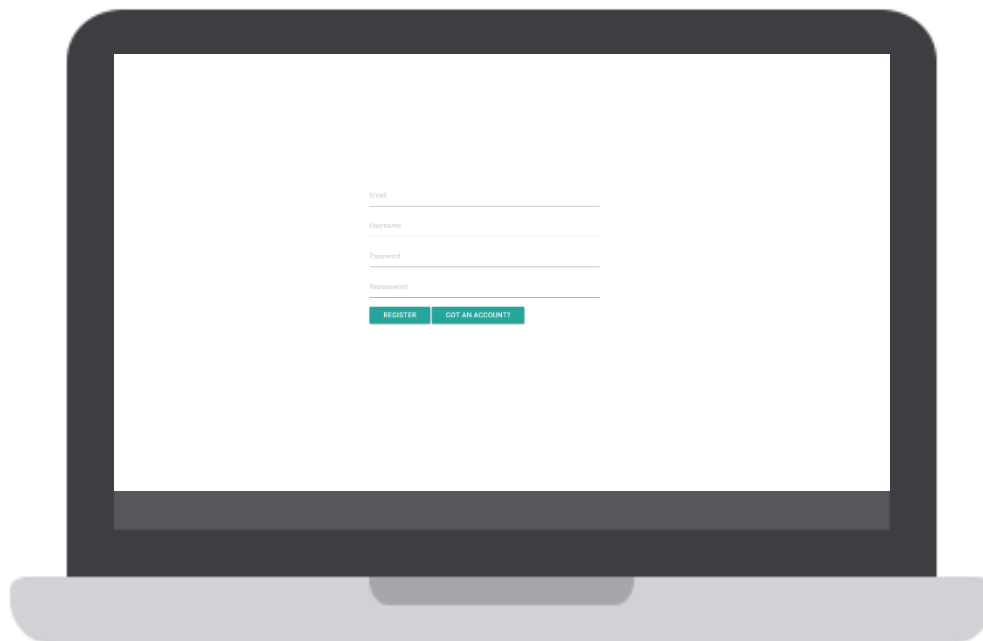 Email
Username
Password
Repassword
REGISTER GOT AN ACCOUNT?